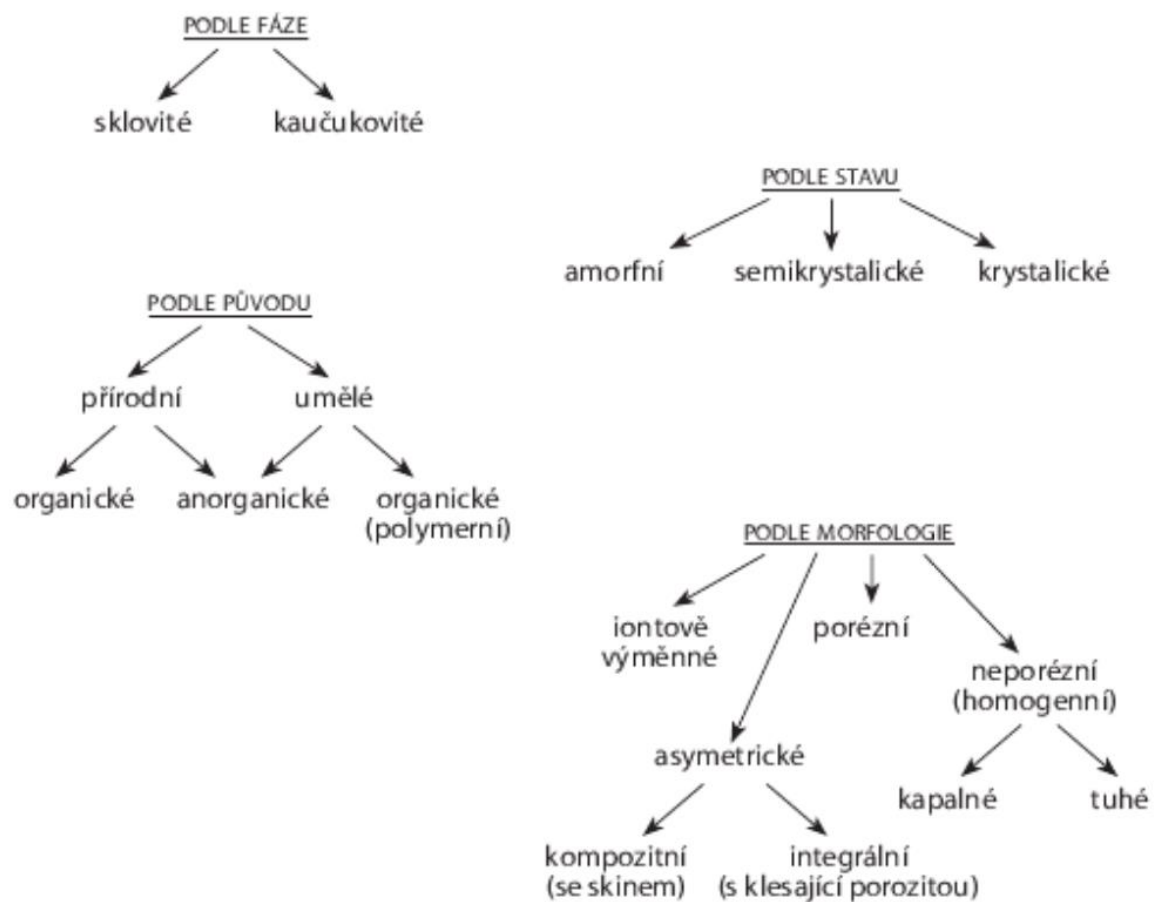 PODLE FÁZE
sklovité kaučukovité
PODLE STAVU
amorfní semikrystalické krystalické
PODLE PŮVODU
přírodní umělé
organické anorganické organické
(polymerní)
PODLE MORFOLOGIE
iontově
výměnné
porézní
neporézní
(homogenní)
asymetrické
kapalné tuhé
kompozitní
(se skinem)
integrální
(s klesající porozitou)